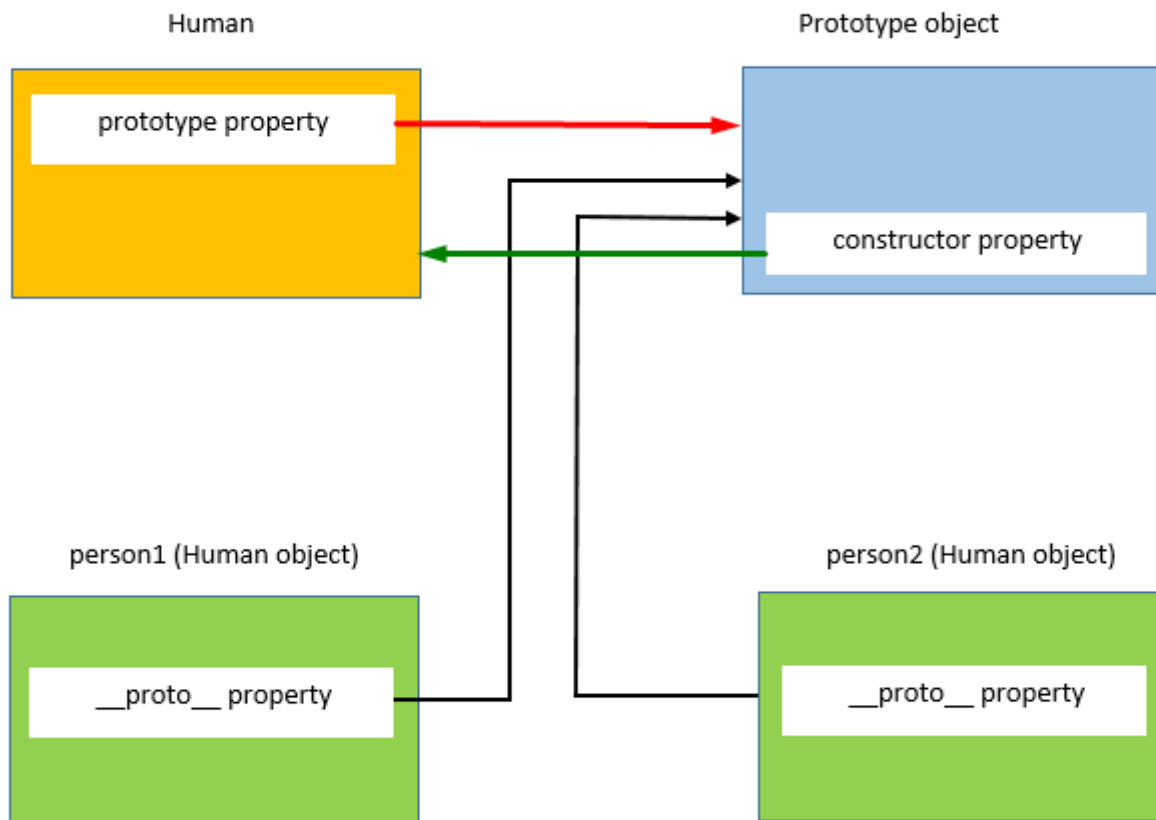 Human
Prototype object
prototype property
constructor property
person1 (Human object)
person2 (Human object)
__proto__ property
__proto__ property